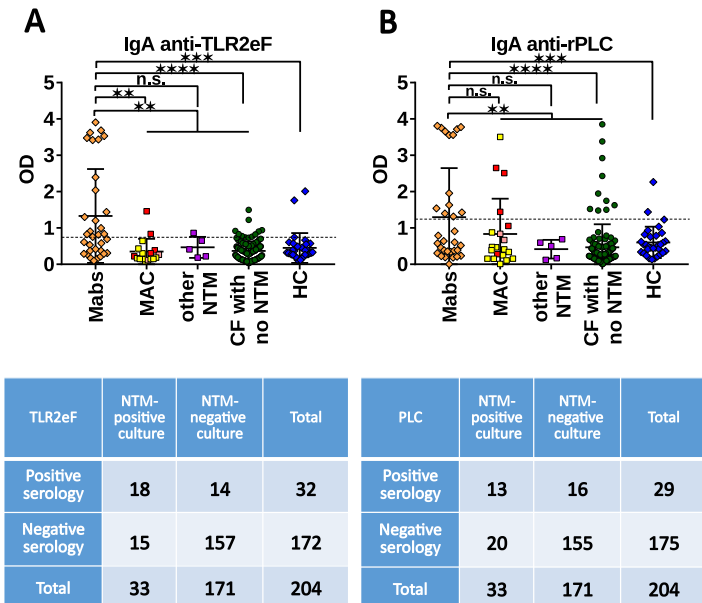 A
IgA anti-TLR2eF
✶✶✶
✶✶✶✶
n.s.
✶✶
✶✶
OD
5
4
3
2
1
0
Mabs
MAC
other
NTM
CF with
no NTM
HC
B
IgA anti-rPLC
✶✶✶
✶✶✶✶
n.s.
n.s.
✶✶
OD
5
4
3
2
1
0
Mabs
MAC
other
NTM
CF with
no NTM
HC
TLR2eF
NTM-
positive
culture
NTM-
negative
culture
Total
Positive
serology
18
14
32
Negative
serology
15
157
172
Total
33
171
204
PLC
NTM-
positive
culture
NTM-
negative
culture
Total
Positive
serology
13
16
29
Negative
serology
20
155
175
Total
33
171
204